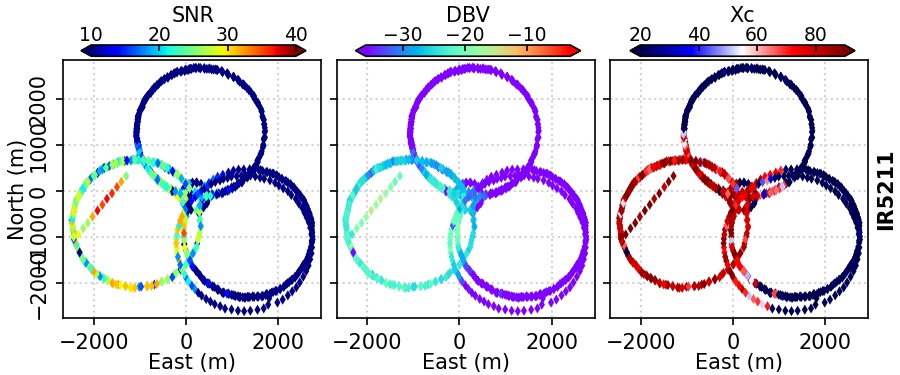 SNR DBV Xc
10 20 30 40 −30 −20 −10 20 40 60 80
North (m)
2000
1000
0
−1000
−2000
IR5211
−2000 0 2000 −2000 0 2000 −2000 0 2000
East (m) East (m) East (m)